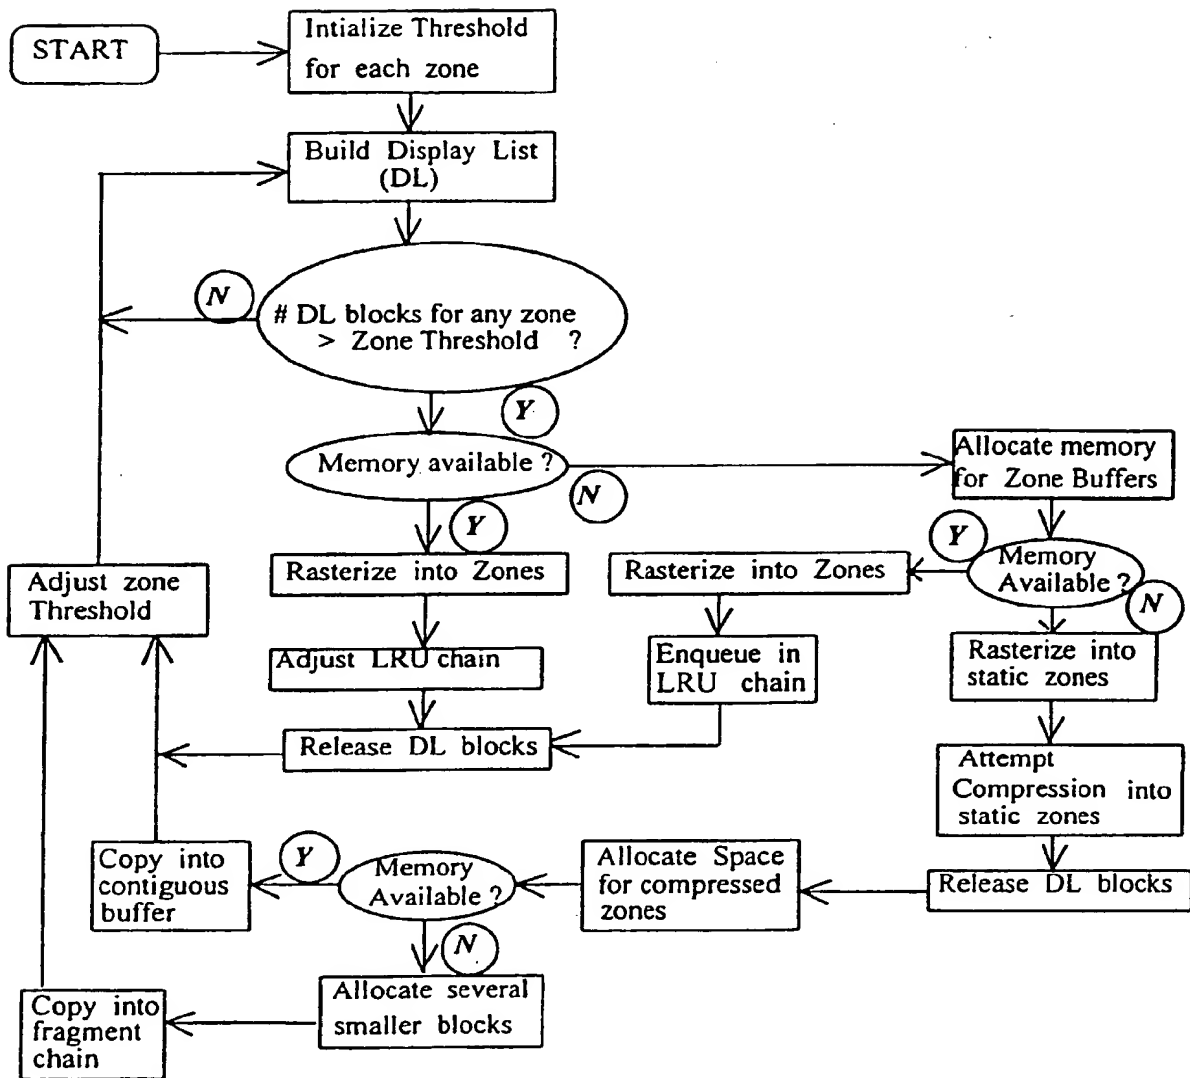 START
Intialize Threshold
for each zone
Build Display List
(DL)
N
# DL blocks for any zone
> Zone Threshold ?
Y
Memory available ?
N
Allocate memory
for Zone Buffers
Y
Y
Memory
Available ?
N
Adjust zone
Threshold
Rasterize into Zones
Rasterize into Zones
Rasterize into
static zones
Adjust LRU chain
Enqueue in
LRU chain
Release DL blocks
Attempt
Compression into
static zones
Copy into
contiguous
buffer
Y
Memory
Available ?
N
Allocate Space
for compressed
zones
Release DL blocks
Copy into
fragment
chain
Allocate several
smaller blocks